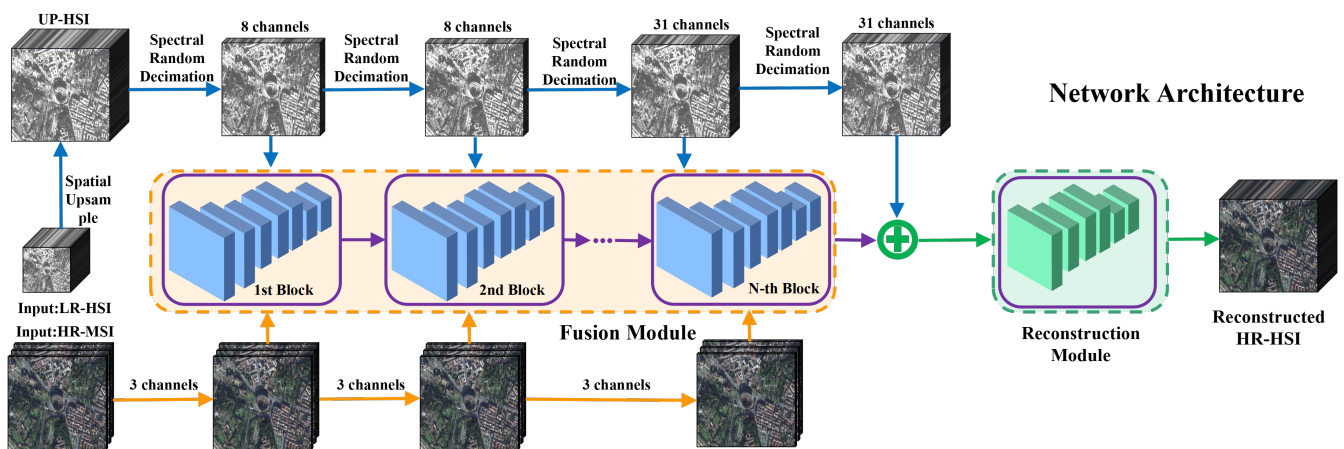 UP-HSI
8 channels
8 channels
31 channels
31 channels
Spectral
Random
Decimation
Spectral
Random
Decimation
Spectral
Random
Decimation
Spectral
Random
Decimation
Network Architecture
Spatial
Upsam
ple
1st Block
2nd Block
N-th Block
Input:LR-HSI
Input:HR-MSI
Fusion Module
Reconstruction
Module
Reconstructed
HR-HSI
3 channels
3 channels
3 channels